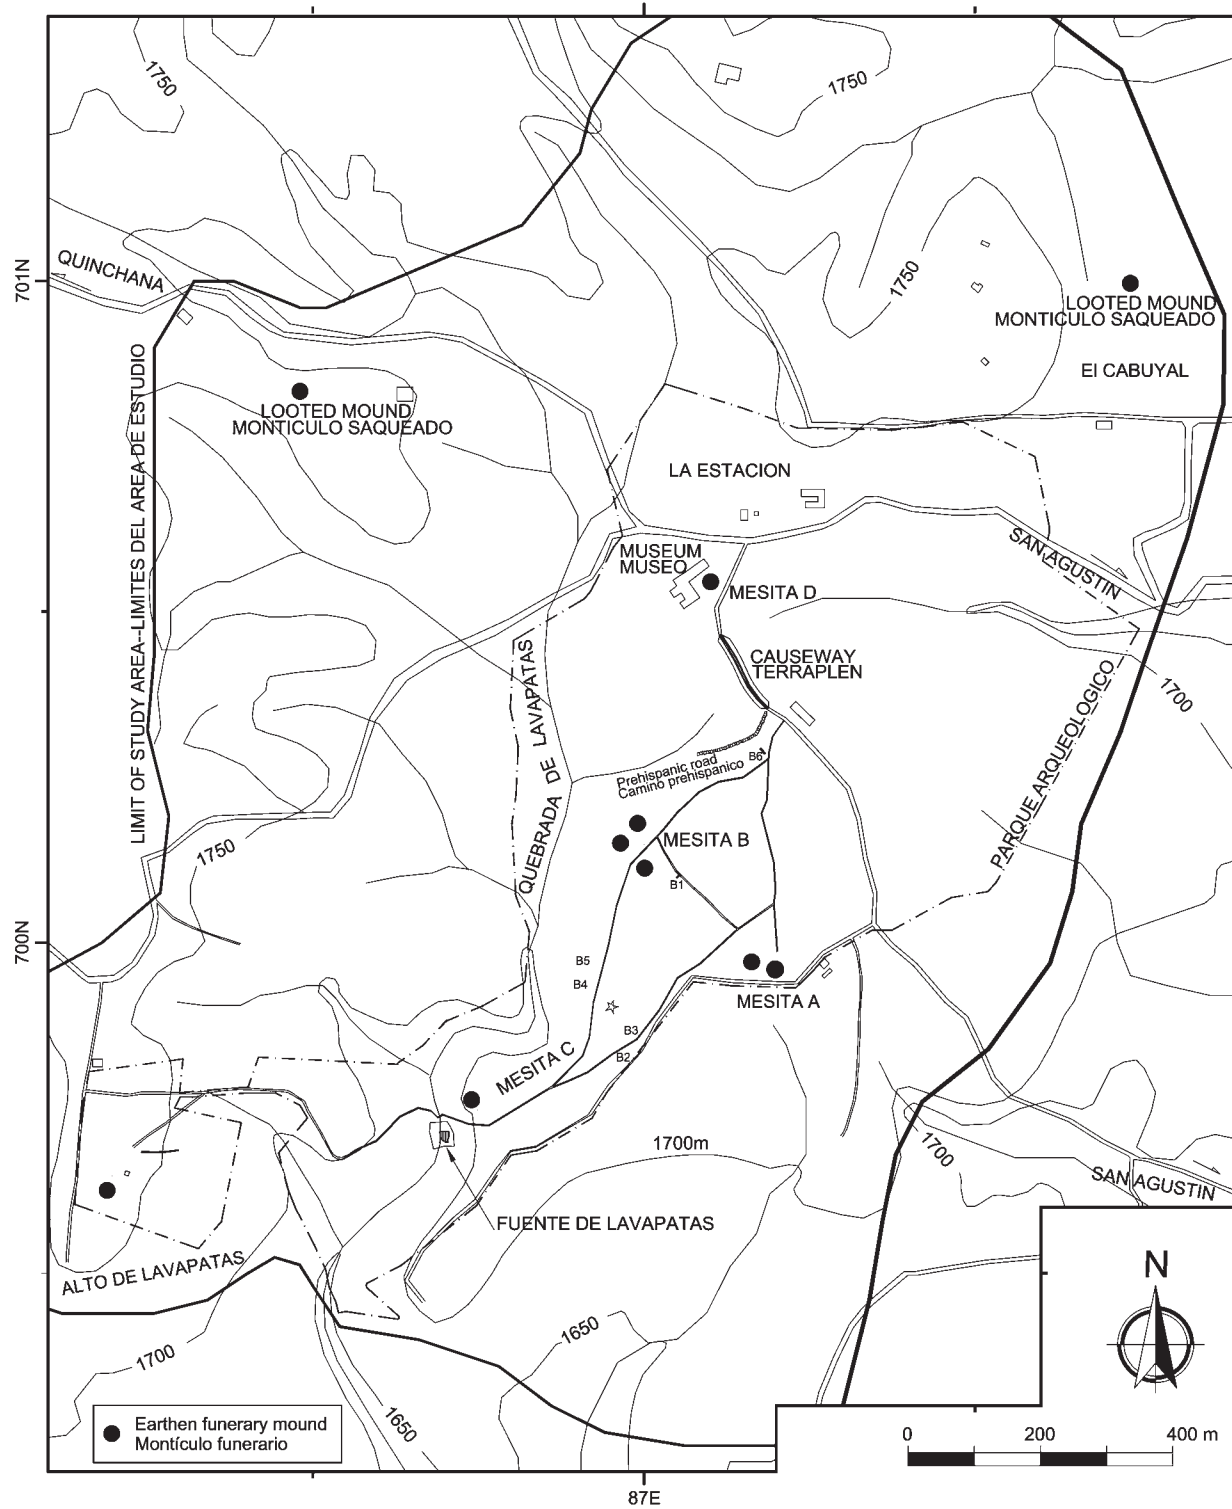 1750
1750
QUINCHANA
701N
1750
LOOTED MOUND
MONTICULO SAQUEADO
El CABUYAL
LIMIT OF STUDY AREA--LIMITES DEL AREA DE ESTUDIO
LOOTED MOUND
MONTICULO SAQUEADO
LA ESTACION
SAN AGUSTIN
MUSEUM
MUSEO
MESITA D
CAUSEWAY
TERRAPLEN
QUEBRADA DE LAVAPATAS
1700
PARQUE ARQUEOLOGICO
Prehispanic road
Camino prehispanico
B6
MESITA B
1750
B1
700N
B5
B4
MESITA A
B3
B2
MESITA C
1700m
1700
SAN AGUSTIN
FUENTE DE LAVAPATAS
ALTO DE LAVAPATAS
N
1650
1700
1650
Earthen funerary mound
Montículo funerario
0 200 400 m
87E